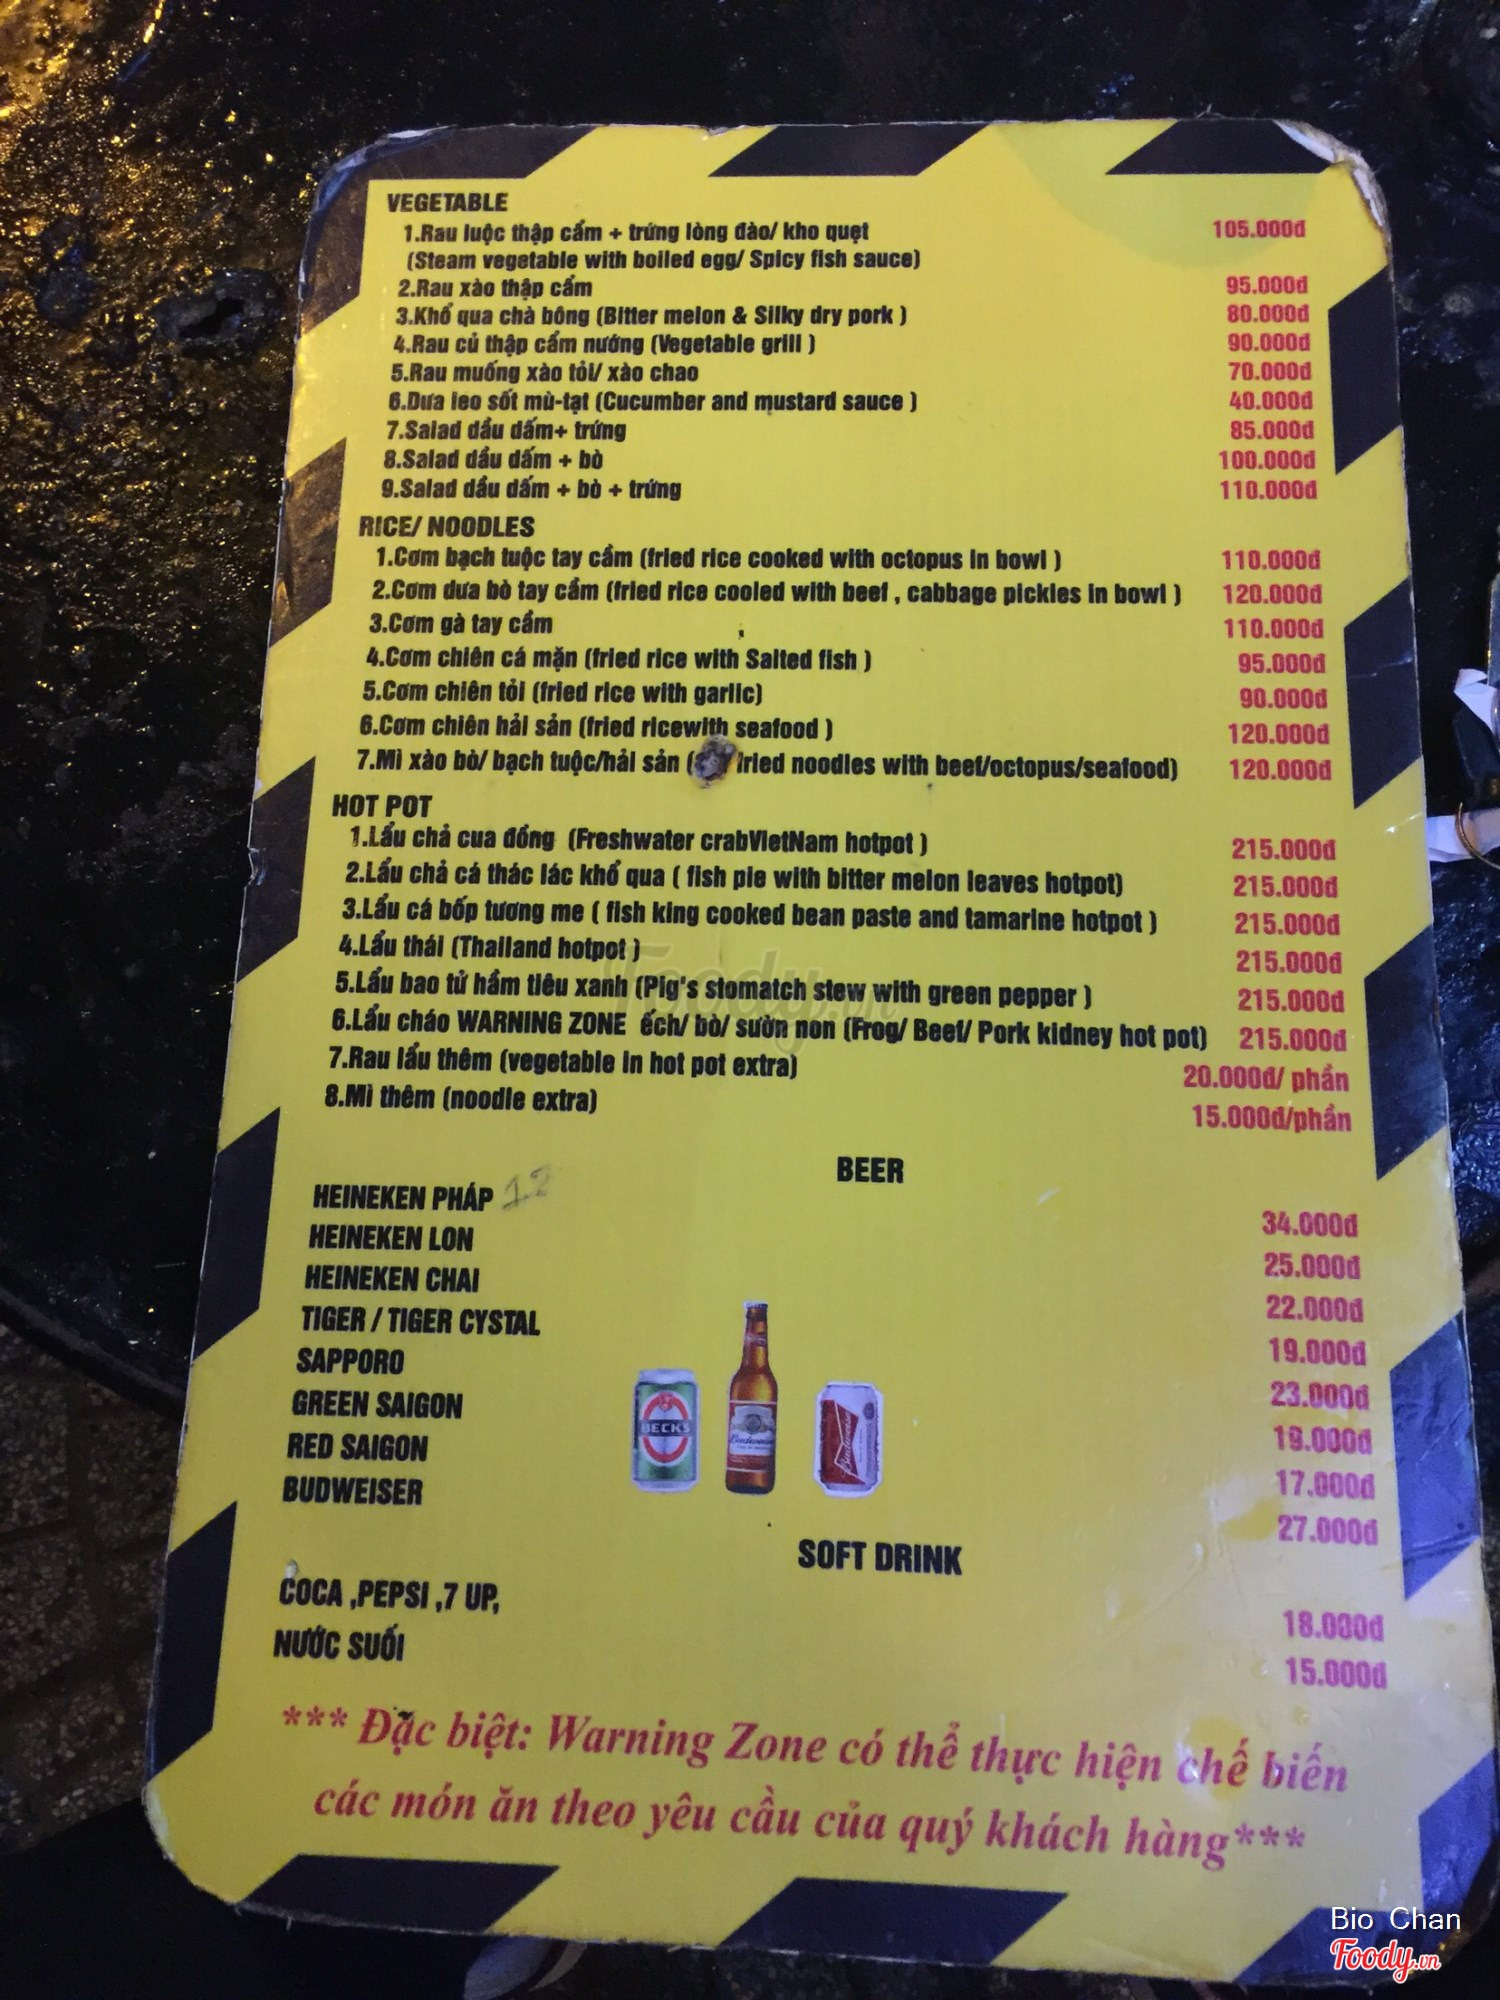 VEGETABLE
1.Rau luộc thập cẩm + trứng lòng đào/ kho quẹt 105.000đ
(Steam vegetable with boiled egg/ Spicy fish sauce)
2.Rau xào thập cẩm 95.000đ
3.Khổ qua chà bông (Bitter melon & Silky dry pork ) 80.000đ
4.Rau củ thập cẩm nướng (Vegetable grill ) 90.000đ
5.Rau muống xào tỏi/ xào chao 70.000đ
6.Dưa leo sốt mù-tạt (Cucumber and mustard sauce ) 40.000đ
7.Salad dầu dấm+ trứng 85.000đ
8.Salad dầu dấm + bò 100.000đ
9.Salad dầu dấm + bò + trứng 110.000đ
RICE/ NOODLES
1.Cơm bạch tuộc tay cầm (fried rice cooked with octopus in bowl ) 110.000đ
2.Cơm dưa bò tay cầm (fried rice cooled with beef , cabbage pickles in bowl ) 120.000đ
3.Cơm gà tay cầm 110.000đ
4.Cơm chiên cá mặn (fried rice with Salted fish ) 95.000đ
5.Cơm chiên tỏi (fried rice with garlic) 90.000đ
6.Cơm chiên hải sản (fried ricewith seafood ) 120.000đ
7.Mì xào bò/ bạch tuộc/hải sản ( fried noodles with beef/octopus/seafood) 120.000đ
HOT POT
1.Lẩu chả cua đồng (Freshwater crabVietNam hotpot ) 215.000đ
2.Lẩu chả cá thác lác khổ qua ( fish pie with bitter melon leaves hotpot) 215.000đ
3.Lẩu cá bốp tương me ( fish king cooked bean paste and tamarine hotpot ) 215.000đ
4.Lẩu thái (Thailand hotpot ) 215.000đ
5.Lẩu bao tử hầm tiêu xanh (Pig's stomatch stew with green pepper ) 215.000đ
6.Lẩu cháo WARNING ZONE ếch/ bò/ sườn non (Frog/ Beef/ Pork kidney hot pot) 215.000đ
7.Rau lẩu thêm (vegetable in hot pot extra) 20.000đ/ phần
8.Mì thêm (noodle extra) 15.000đ/phần
BEER
HEINEKEN PHÁP 12 34.000đ
HEINEKEN LON 25.000đ
HEINEKEN CHAI 22.000đ
TIGER / TIGER CYSTAL 19.000đ
SAPPORO 23.000đ
GREEN SAIGON 19.000đ
RED SAIGON 17.000đ
BUDWEISER 27.000đ
BECK'S
Budweiser
Budweiser
SOFT DRINK
COCA ,PEPSI ,7 UP, 18.000đ
NƯỚC SUỐI 15.000đ
*** Đặc biệt: Warning Zone có thể thực hiện chế biến
các món ăn theo yêu cầu của quý khách hàng***
Foody.vn
Bio Chan
Foody.vn